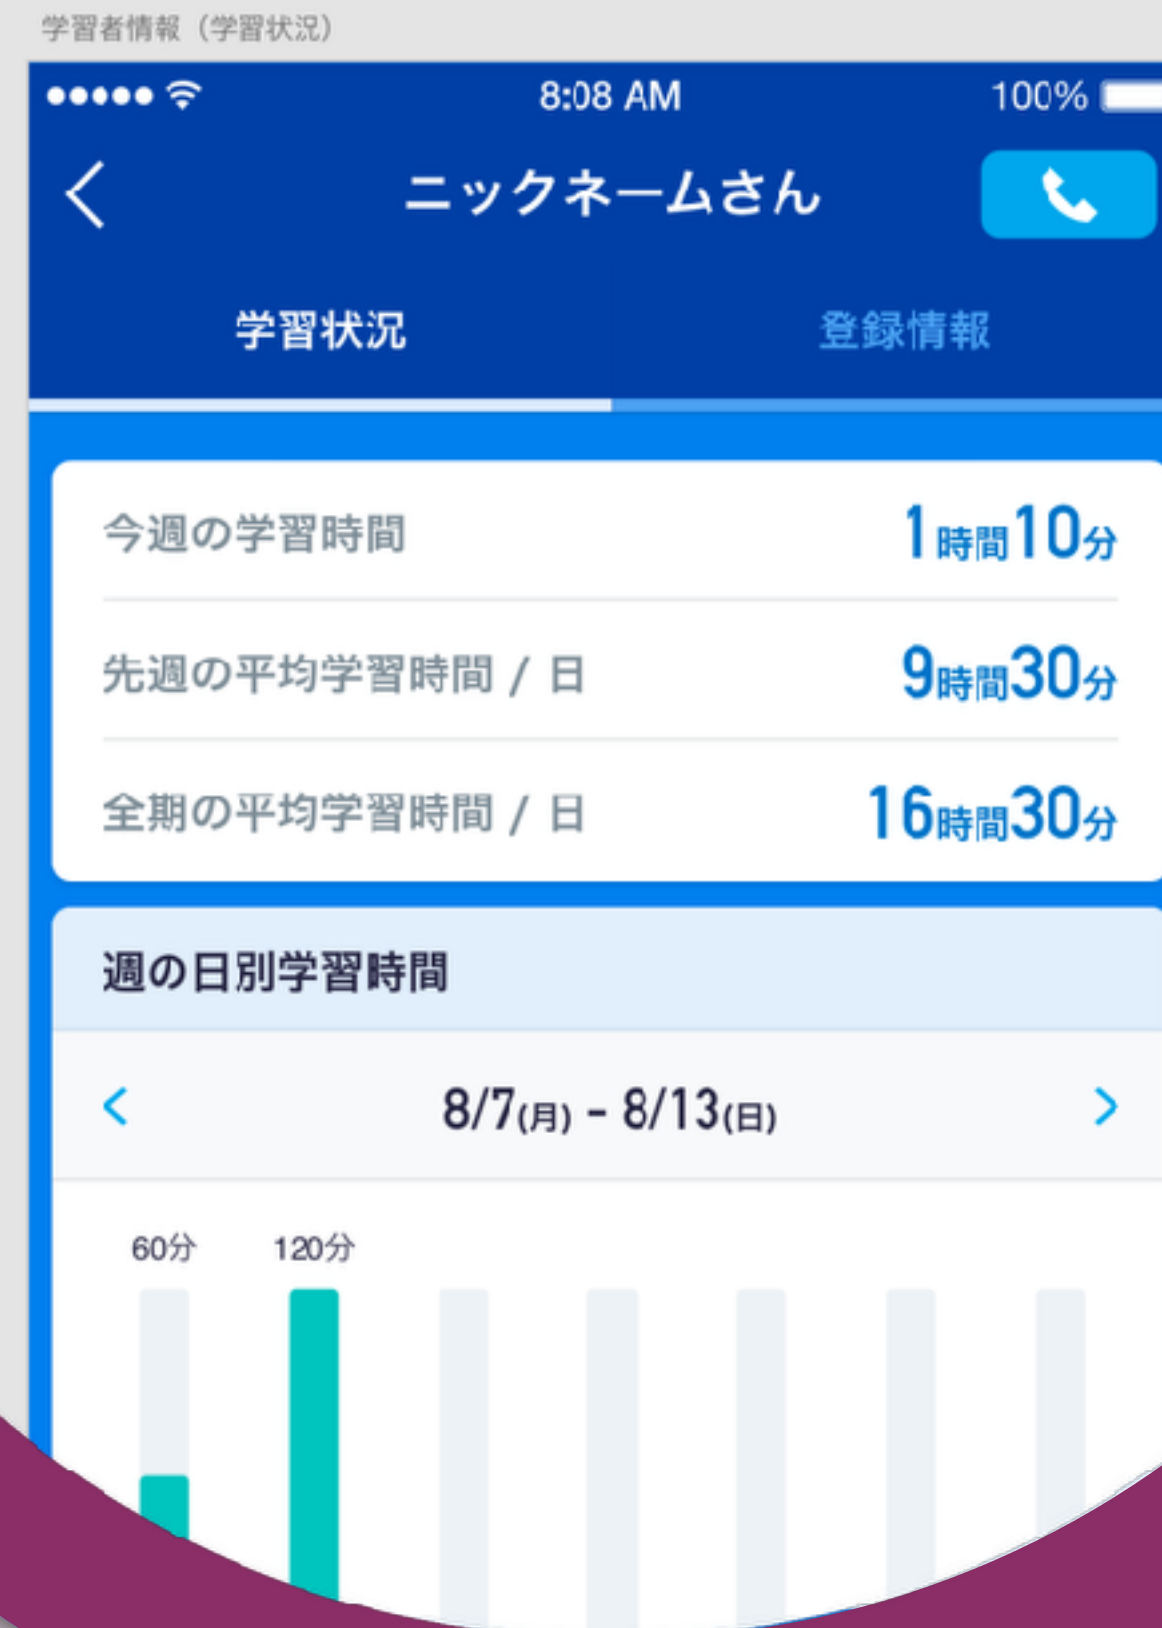 学習者情報（学習状況）
8:08 AM 100%
ニックネームさん
学習状況 登録情報
今週の学習時間 1時間10分
先週の平均学習時間 / 日 9時間30分
全期の平均学習時間 / 日 16時間30分
週の日別学習時間
8/7(月) - 8/13(日)
60分 120分